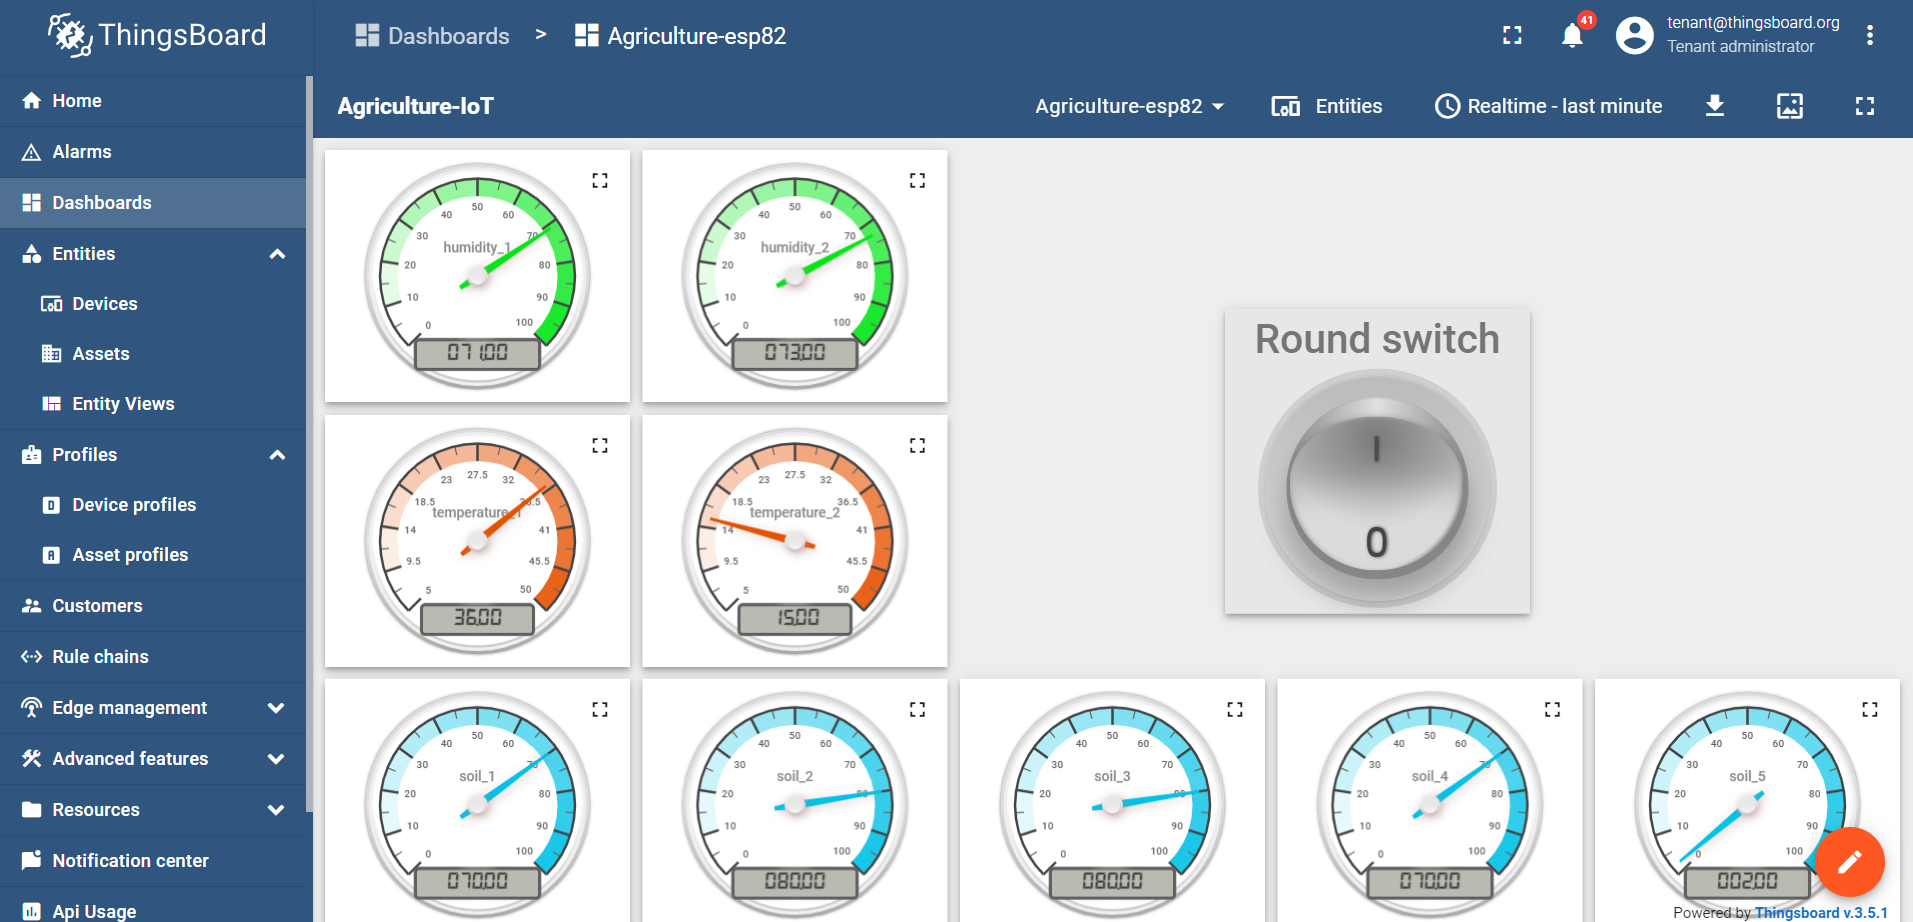 ThingsBoard
Dashboards > Agriculture-esp82
41
tenant@thingsboard.org
Tenant administrator
Home
Alarms
Dashboards
Entities
Devices
Assets
Entity Views
Profiles
Device profiles
Asset profiles
Customers
Rule chains
Edge management
Advanced features
Resources
Notification center
Api Usage
Agriculture-IoT
Agriculture-esp82 Entities Realtime - last minute
humidity_1
0 10 20 30 40 50 60 70 80 90 100
071.00
humidity_2
0 10 20 30 40 50 60 70 80 90 100
073.00
Round switch
I
0
temperature_1
5 9.5 14 18.5 23 27.5 32 36.5 41 45.5 50
36.00
temperature_2
5 9.5 14 18.5 23 27.5 32 36.5 41 45.5 50
15.00
soil_1
0 10 20 30 40 50 60 70 80 90 100
070.00
soil_2
0 10 20 30 40 50 60 70 80 90 100
080.00
soil_3
0 10 20 30 40 50 60 70 80 90 100
080.00
soil_4
0 10 20 30 40 50 60 70 80 90 100
070.00
soil_5
0 10 20 30 40 50 60 70 80 90 100
002.00
Powered by Thingsboard v.3.5.1